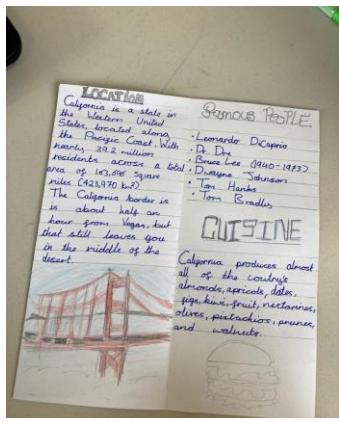 LOCATION
California is a state in
the Western United
States, located along
the Pacific Coast. With
nearly 39.2 million
residents across a total
area of 163,696 square
miles (423,970 km²)
The California border is
is about half an
hour from Vegas, but
that still leaves you
in the middle of the
desert.
Famous PEOPLE
• Leonardo DiCaprio
• Dr Dre
• Bruce Lee (1940-1973)
• Dwayne Johnson
• Tom Hanks
• Tom Bradley
CUISINE
California produces almost
all of the country's
almonds, apricots, dates,
figs, kiwi, fruit, nectarines,
olives, pistachios, prunes,
and walnuts.